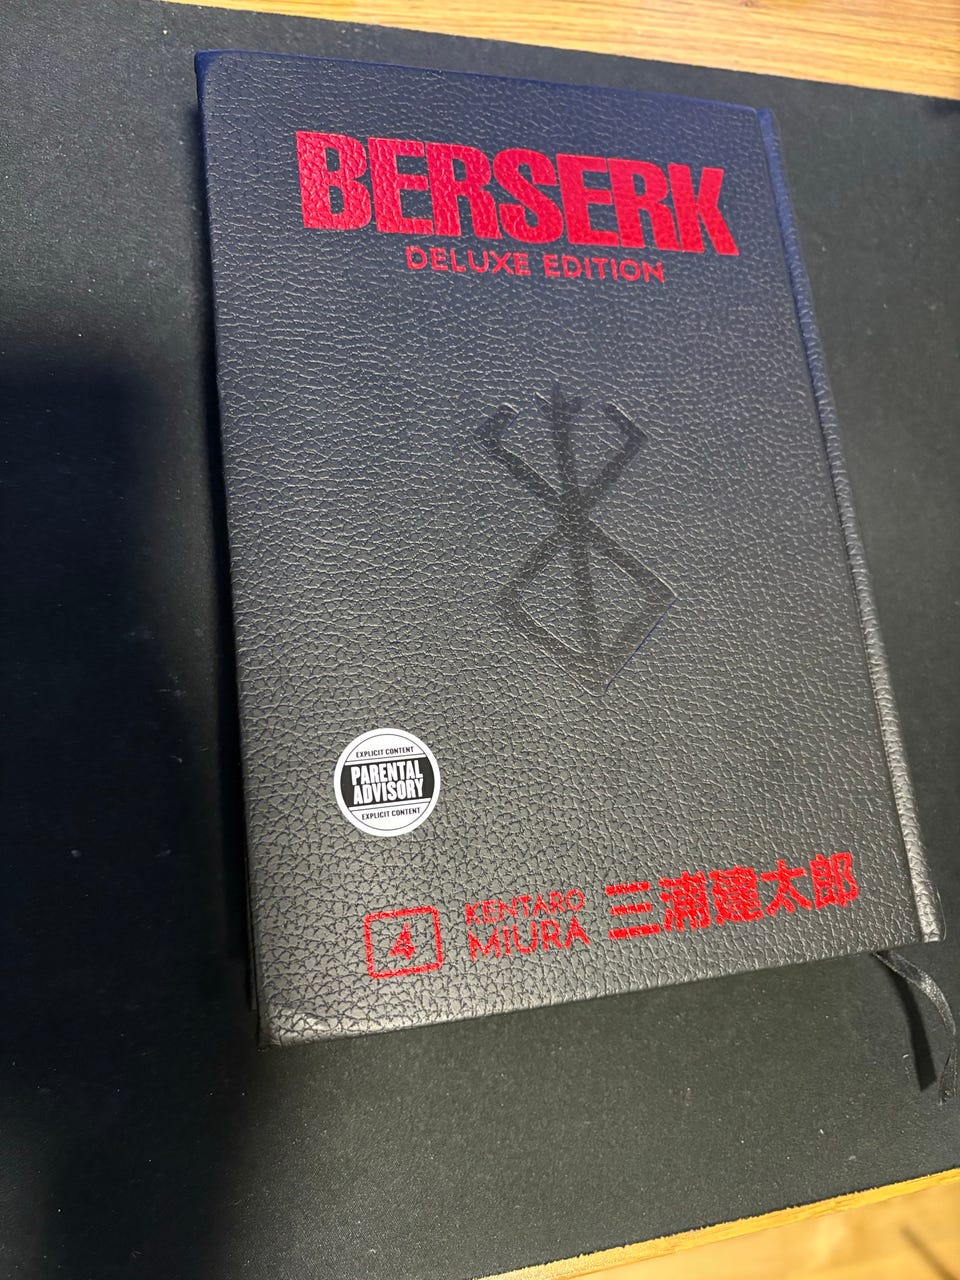 BERSERK
DELUXE EDITION
EXPLICIT CONTENT
PARENTAL
ADVISORY
EXPLICIT CONTENT
4
KENTARO
MIURA
三浦建太郎